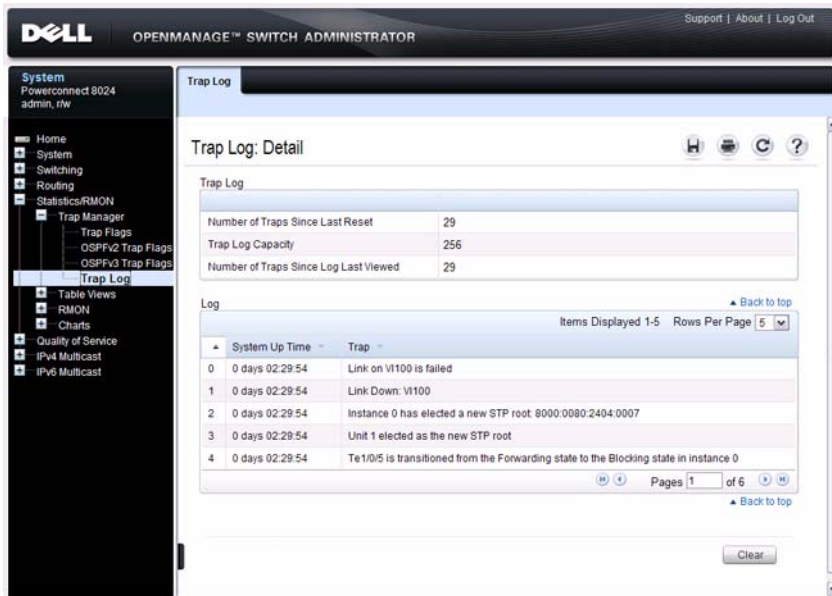 Support | About | Log Out
DELL
OPENMANAGE™ SWITCH ADMINISTRATOR
System
Powerconnect 8024
admin, r/w
Trap Log
Home
System
Switching
Routing
Statistics/RMON
Trap Manager
Trap Flags
OSPFv2 Trap Flags
OSPFv3 Trap Flags
Trap Log
Table Views
RMON
Charts
Quality of Service
IPv4 Multicast
IPv6 Multicast
Trap Log: Detail
Trap Log
Number of Traps Since Last Reset 29
Trap Log Capacity 256
Number of Traps Since Log Last Viewed 29
Back to top
Log
Items Displayed 1-5 Rows Per Page 5
System Up Time Trap
0 0 days 02:29:54 Link on Vl100 is failed
1 0 days 02:29:54 Link Down: Vl100
2 0 days 02:29:54 Instance 0 has elected a new STP root: 8000:0080:2404:0007
3 0 days 02:29:54 Unit 1 elected as the new STP root
4 0 days 02:29:54 Te1/0/5 is transitioned from the Forwarding state to the Blocking state in instance 0
Pages 1 of 6
Back to top
Clear